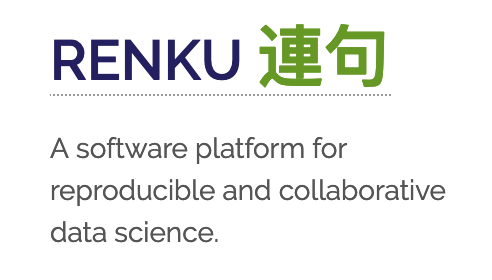 RENKU 連句
A software platform for
reproducible and collaborative
data science.